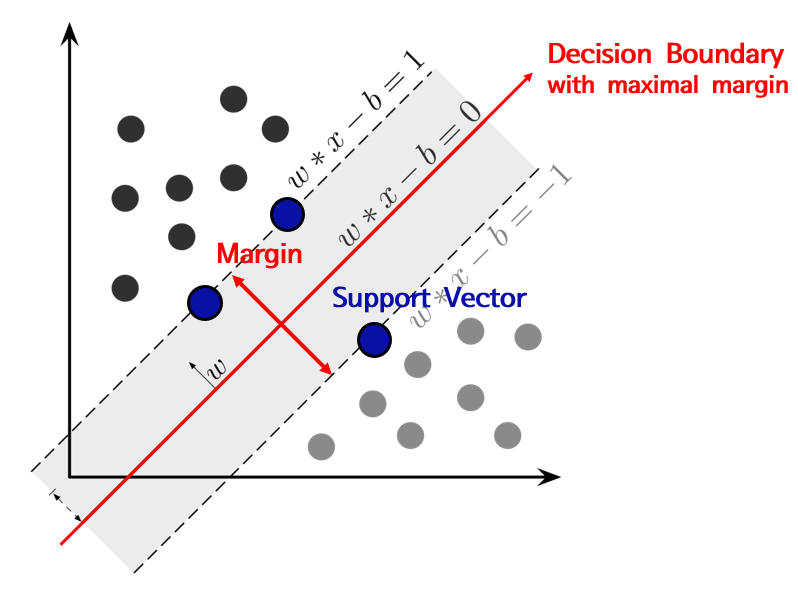 Decision Boundary
with maximal margin
w * x − b = 1
w * x − b = 0
w * x − b = −1
Margin
Support Vector
w